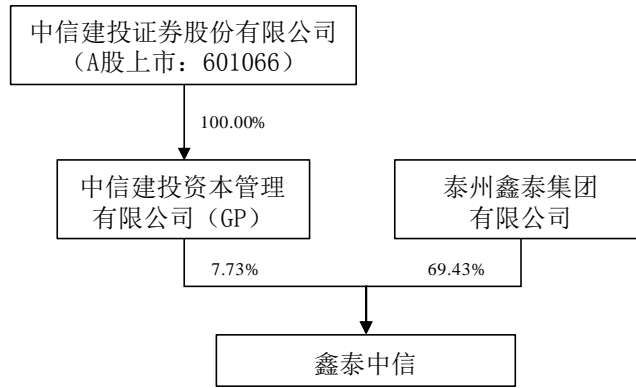 中信建投证券股份有限公司
（A股上市：601066）
100.00%
中信建投资本管理
有限公司（GP）
泰州鑫泰集团
有限公司
7.73%
69.43%
鑫泰中信